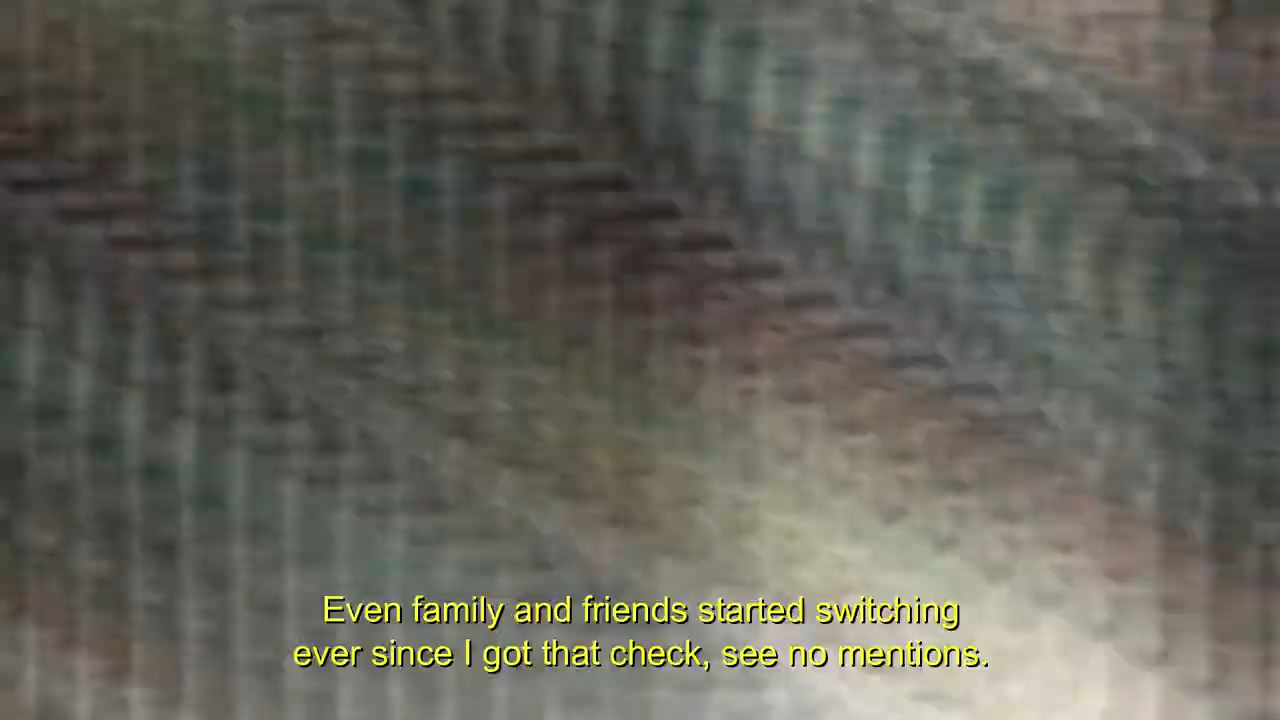 Even family and friends started switching
ever since I got that check, see no mentions.